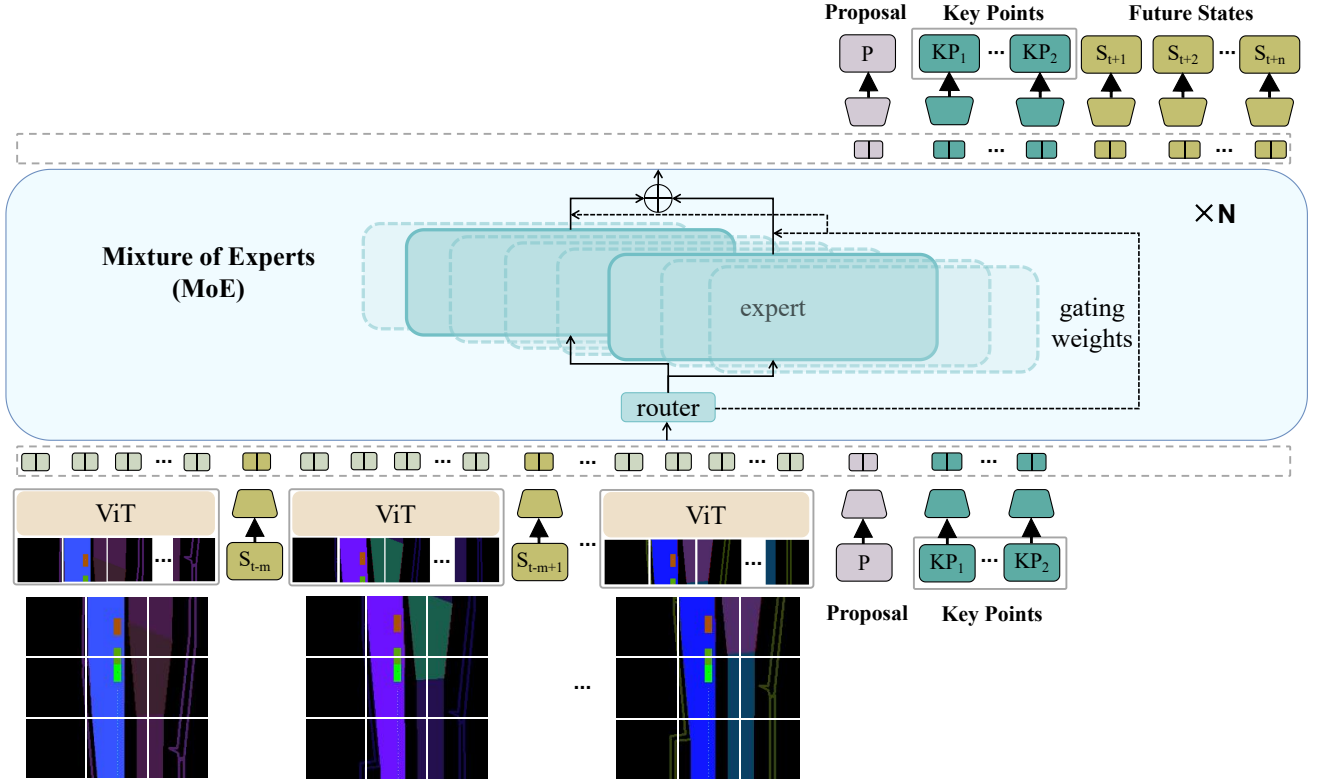 Proposal Key Points Future States
P KP1 ... KP2 St+1 St+2 ... St+n
... ...
×N
Mixture of Experts
(MoE)
expert
gating
weights
router
... ... ... ... ...
ViT St-m ViT St-m+1 ... ViT P KP1 ... KP2
... ... ...
Proposal Key Points
...